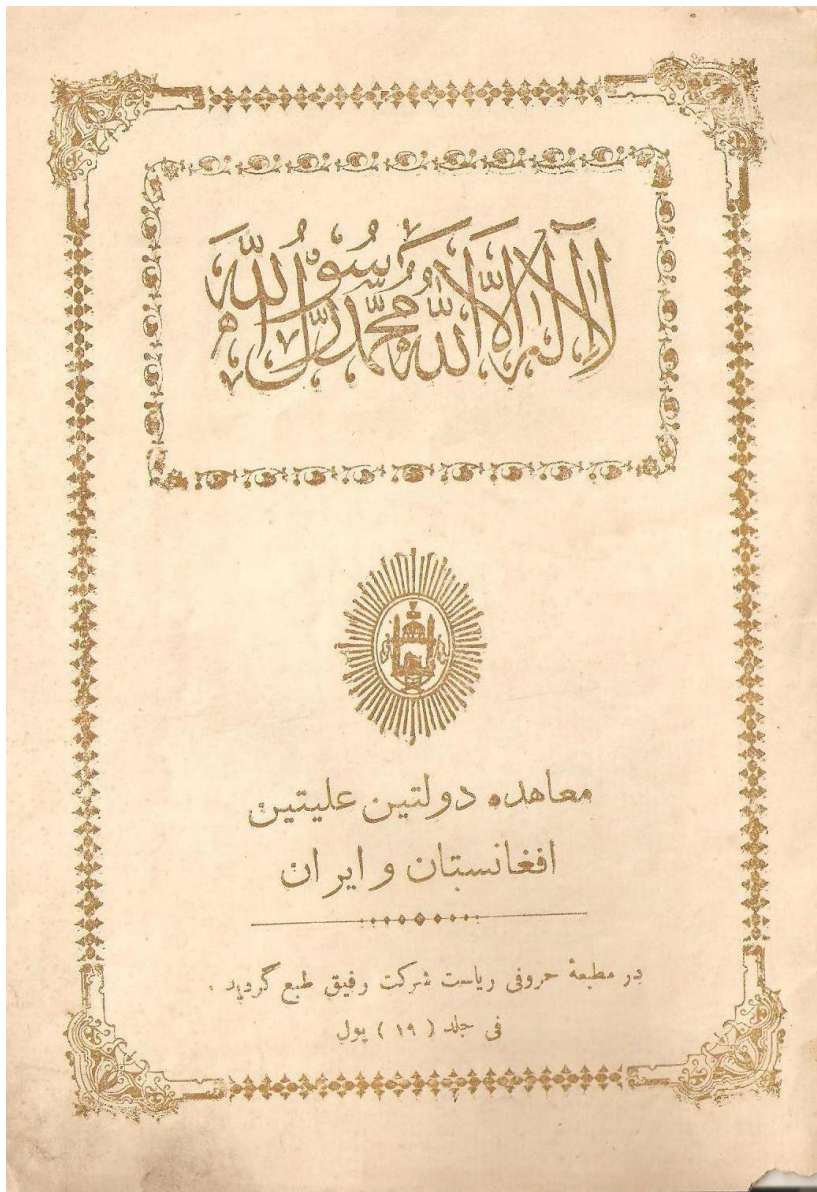 لا آله الا الله محمد رسول الله
معاهده دولتین علیتین
افغانستان و ایران
در مطبعهٔ حروفی ریاست شرکت رفیق طبع گردید .
فی جلد ( ۱۹ ) پول